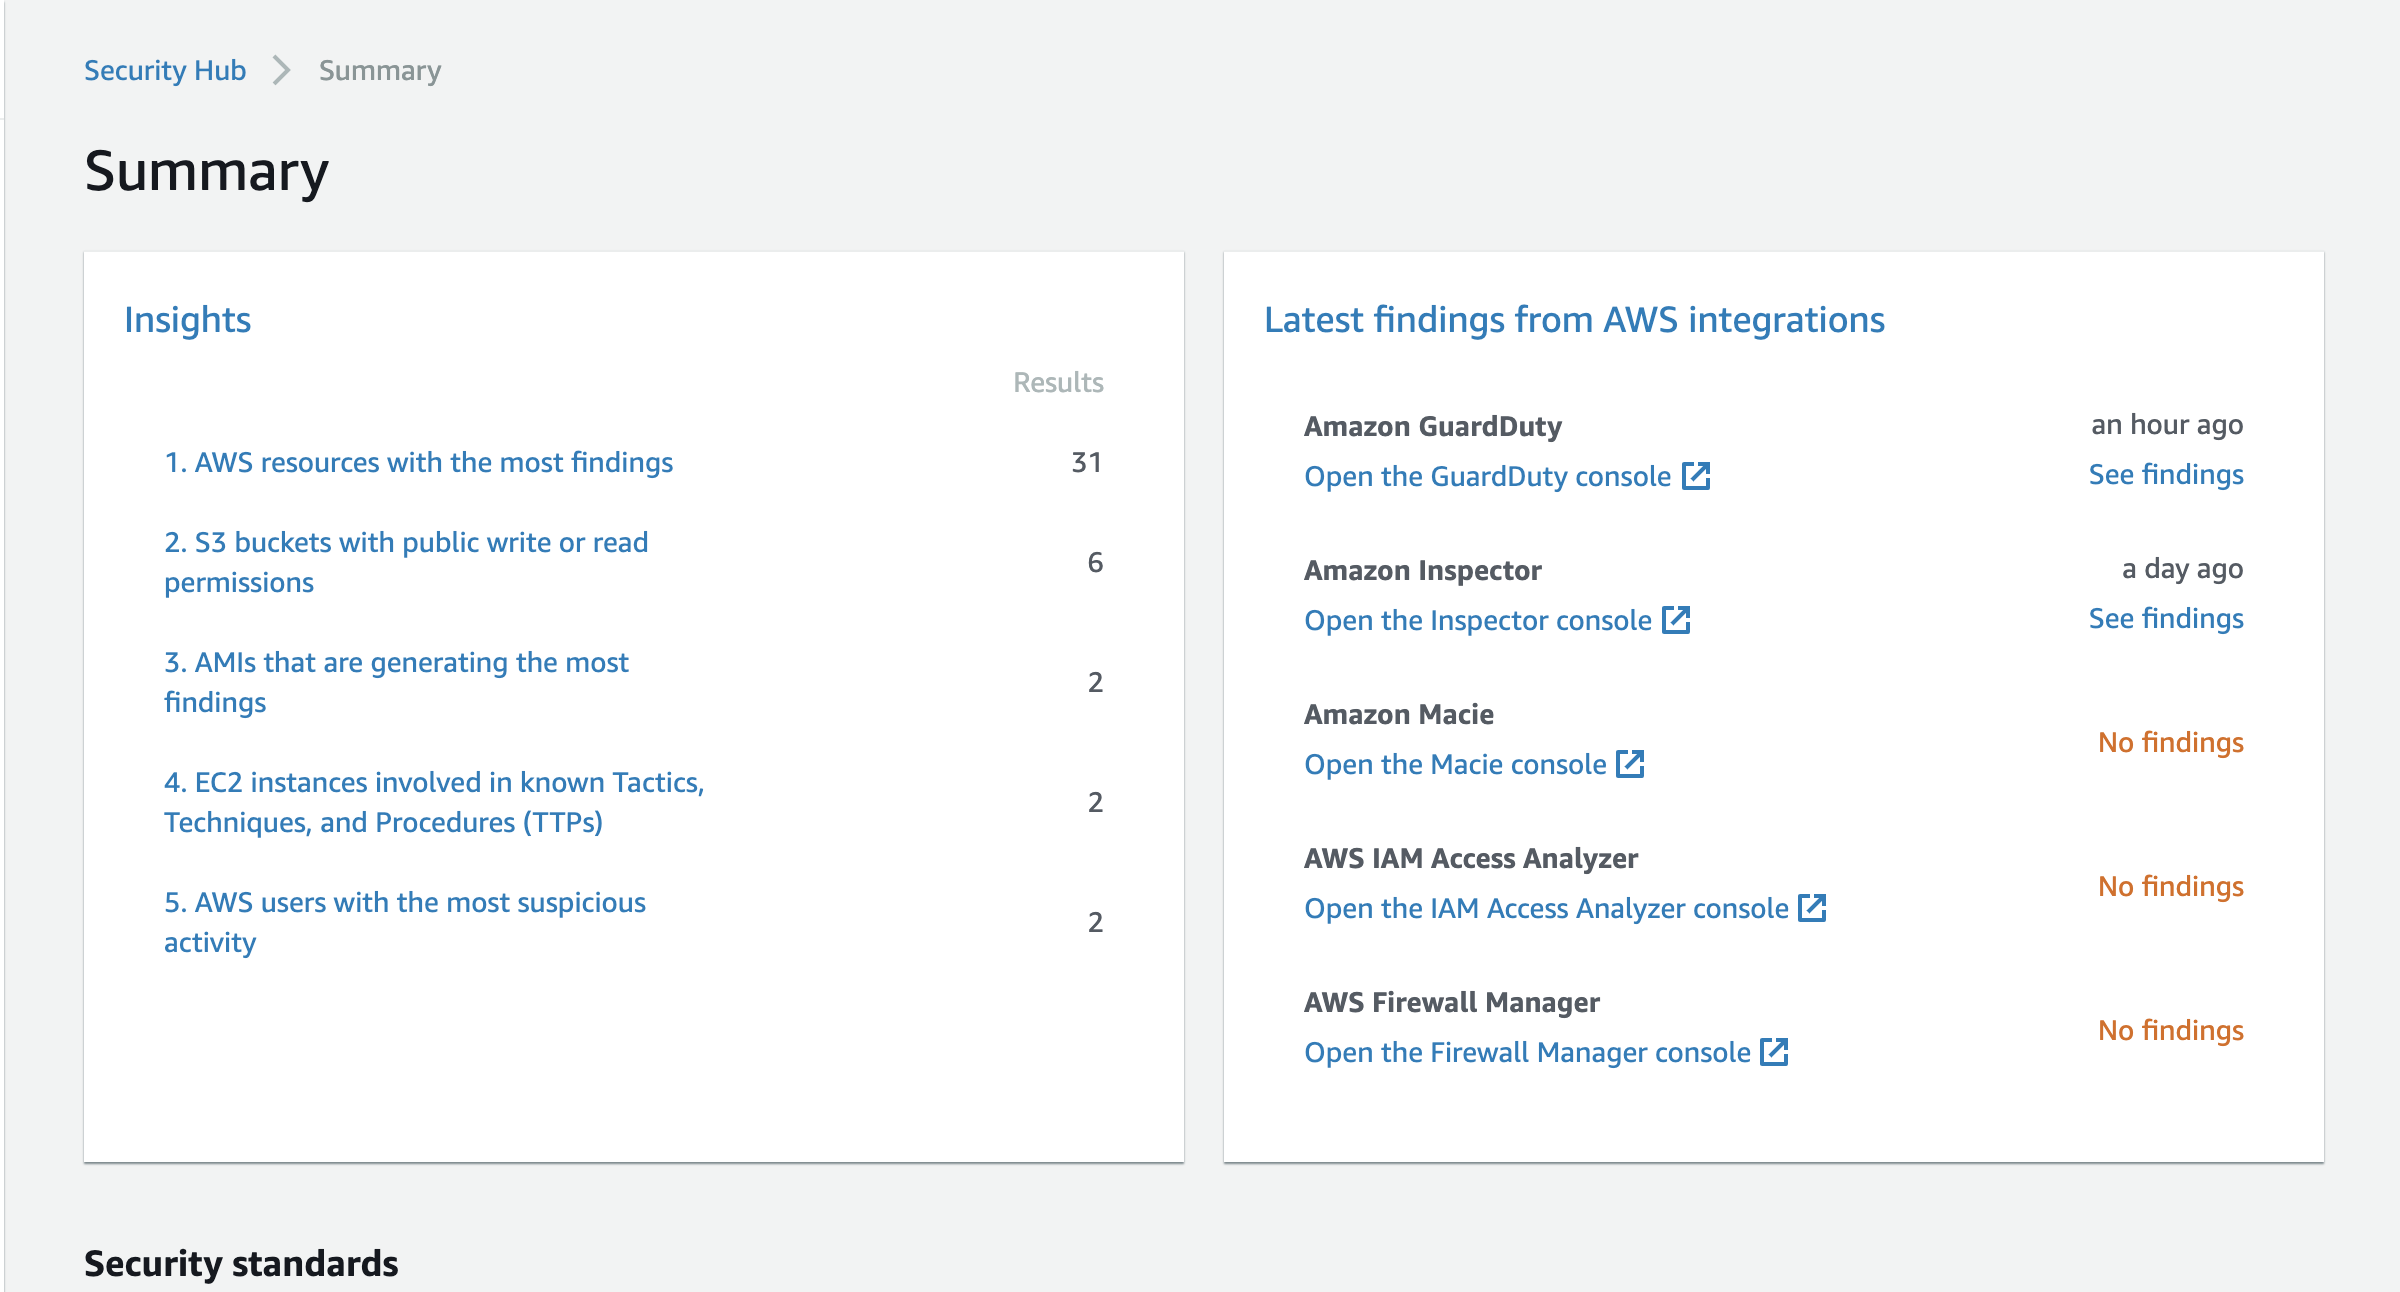 Security Hub > Summary
Summary
Insights
Results
1. AWS resources with the most findings 31
2. S3 buckets with public write or read
permissions
6
3. AMIs that are generating the most
findings
2
4. EC2 instances involved in known Tactics,
Techniques, and Procedures (TTPs)
2
5. AWS users with the most suspicious
activity
2
Latest findings from AWS integrations
Amazon GuardDuty an hour ago
Open the GuardDuty console See findings
Amazon Inspector a day ago
Open the Inspector console See findings
Amazon Macie
No findings
Open the Macie console
AWS IAM Access Analyzer
No findings
Open the IAM Access Analyzer console
AWS Firewall Manager
No findings
Open the Firewall Manager console
Security standards